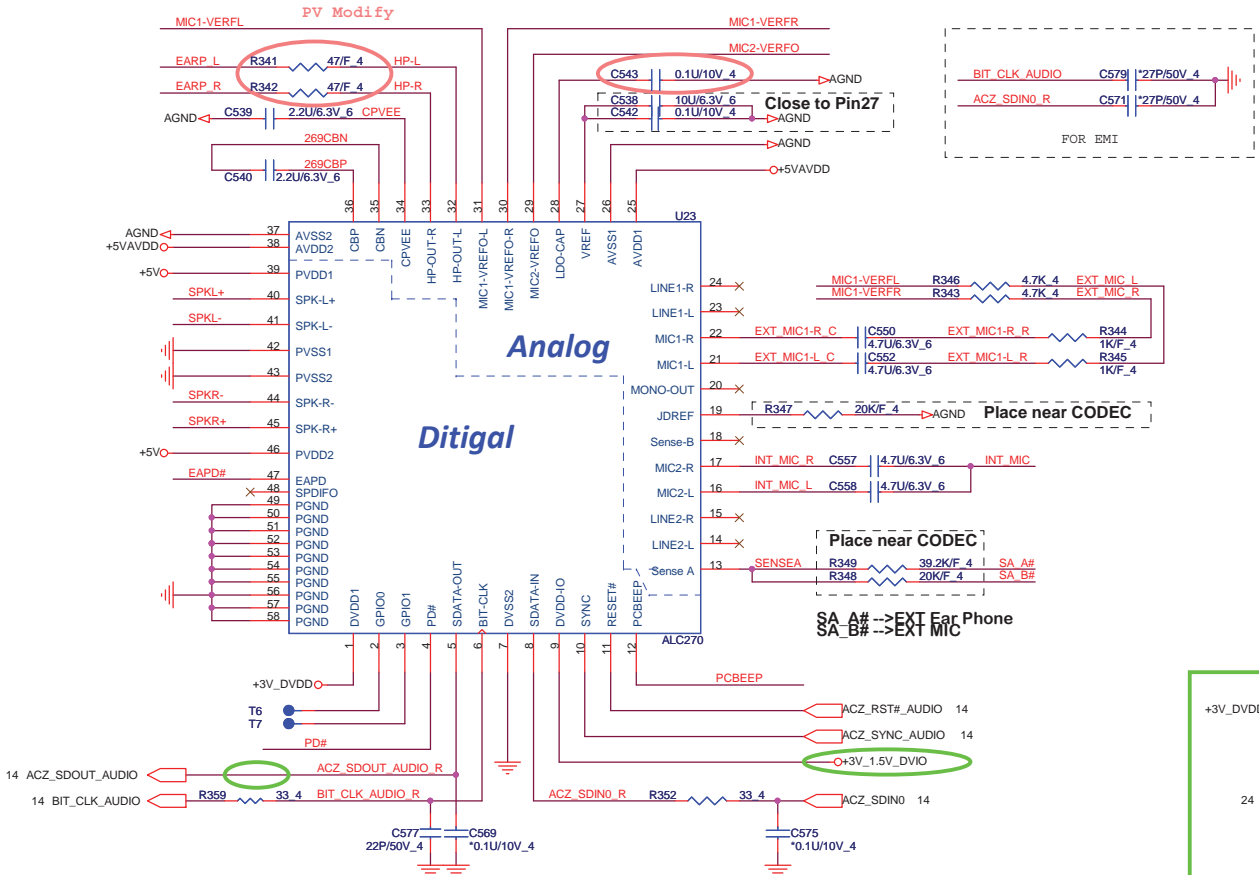 PV Modify
MIC1-VERFL
MIC1-VERFR
MIC2-VERFO
EARP_L R341 47/F_4 HP-L
EARP_R R342 47/F_4 HP-R
C543 0.1U/10V_4 AGND
C538 10U/6.3V_6 Close to Pin27
C542 0.1U/10V_4 AGND
AGND C539 2.2U/6.3V_6 CPVEE
269CBN
AGND
269CBP
C540 2.2U/6.3V_6
+5VAVDD
BIT_CLK_AUDIO C579 *27P/50V_4
ACZ_SDIN0_R C571 *27P/50V_4
FOR EMI
36 35 34 33 32 31 30 29 28 27 26 25
U23
CBP CBN CPVEE HP-OUT-R HP-OUT-L MIC1-VREFO-L MIC1-VREFO-R MIC2-VREFO LDO-CAP VREF AVSS1 AVDD1
AGND 37 AVSS2
+5VAVDD 38 AVDD2
+5V 39 PVDD1
SPKL+ 40 SPK-L+
SPKL- 41 SPK-L-
42 PVSS1
43 PVSS2
SPKR- 44 SPK-R-
SPKR+ 45 SPK-R+
+5V 46 PVDD2
EAPD# 47 EAPD
48 SPDIFO
49 PGND
50 PGND
51 PGND
52 PGND
53 PGND
54 PGND
55 PGND
56 PGND
57 PGND
58 PGND
Analog
Ditigal
LINE1-R 24
LINE1-L 23
MIC1-R 22
MIC1-L 21
MONO-OUT 20
JDREF 19
Sense-B 18
MIC2-R 17
MIC2-L 16
LINE2-R 15
LINE2-L 14
Sense A 13
MIC1-VERFL R346 4.7K_4 EXT_MIC_L
MIC1-VERFR R343 4.7K_4 EXT_MIC_R
EXT_MIC1-R_C C550 4.7U/6.3V_6 EXT_MIC1-R_R R344 1K/F_4
EXT_MIC1-L_C C552 4.7U/6.3V_6 EXT_MIC1-L_R R345 1K/F_4
R347 20K/F_4 AGND Place near CODEC
INT_MIC_R C557 4.7U/6.3V_6 INT_MIC
INT_MIC_L C558 4.7U/6.3V_6
Place near CODEC
SENSEA R349 39.2K/F_4 SA_A#
R348 20K/F_4 SA_B#
SA_A# -->EXT Ear Phone
SA_B# -->EXT MIC
DVDD1 GPIO0 GPIO1 PD# SDATA-OUT BIT-CLK DVSS2 SDATA-IN DVDD-IO SYNC RESET# PCBEEP
ALC270
1 2 3 4 5 6 7 8 9 10 11 12
+3V_DVDD
PCBEEP
T6
T7
ACZ_RST#_AUDIO 14
ACZ_SYNC_AUDIO 14
PD#
+3V_1.5V_DVIO
14 ACZ_SDOUT_AUDIO ACZ_SDOUT_AUDIO_R
14 BIT_CLK_AUDIO R359 33_4 BIT_CLK_AUDIO_R
ACZ_SDIN0_R R352 33_4 ACZ_SDIN0 14
C577 22P/50V_4
C569 *0.1U/10V_4
C575 *0.1U/10V_4
24